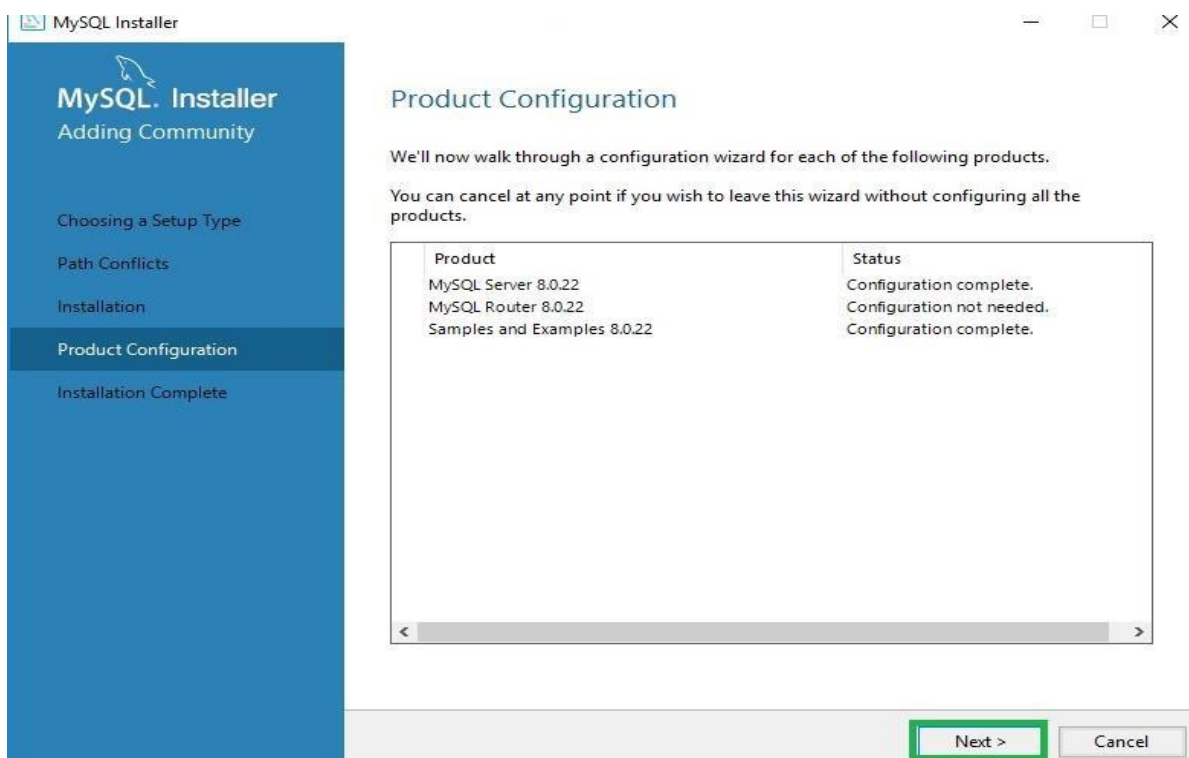 MySQL Installer
MySQL. Installer
Adding Community
Choosing a Setup Type
Path Conflicts
Installation
Product Configuration
Installation Complete
Product Configuration
We'll now walk through a configuration wizard for each of the following products.
You can cancel at any point if you wish to leave this wizard without configuring all the
products.
Product Status
MySQL Server 8.0.22 Configuration complete.
MySQL Router 8.0.22 Configuration not needed.
Samples and Examples 8.0.22 Configuration complete.
Next > Cancel